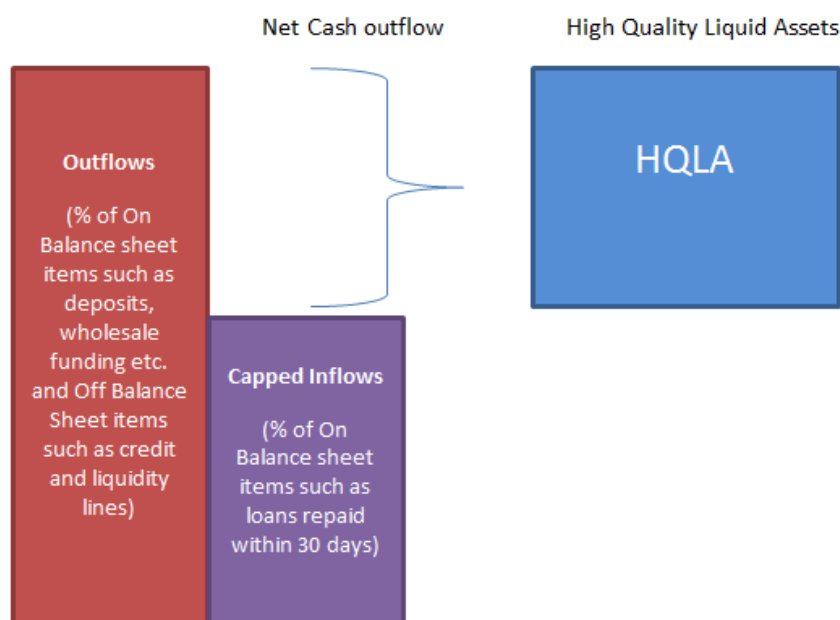 Net Cash outflow
High Quality Liquid Assets
Outflows
(% of On
Balance sheet
items such as
deposits,
wholesale
funding etc.
and Off Balance
Sheet items
such as credit
and liquidity
lines)
Capped Inflows
(% of On
Balance sheet
items such as
loans repaid
within 30 days)
HQLA